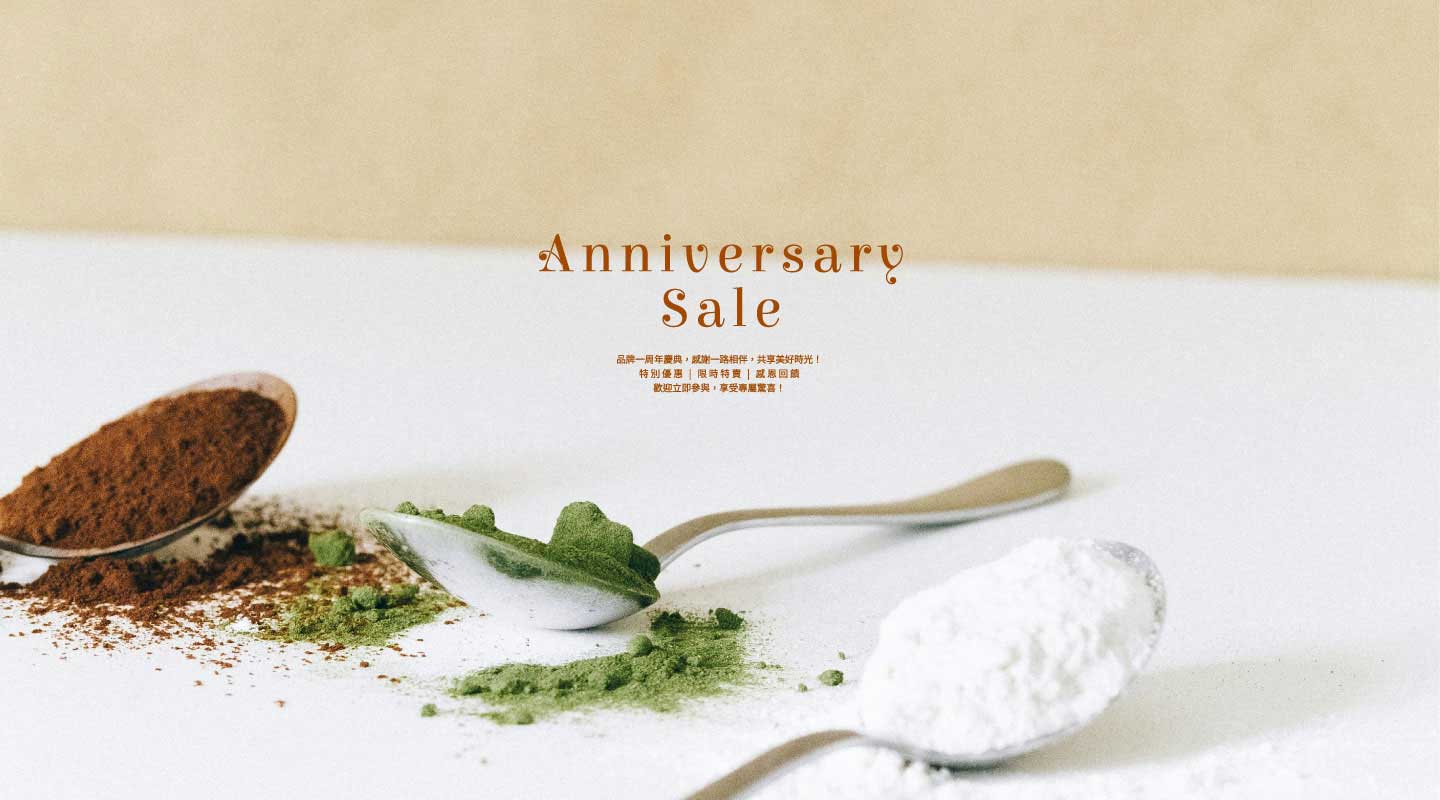 Anniversary
Sale
品牌一周年慶典，感謝一路相伴，共享美好時光！
特別優惠｜限時特賣｜感恩回饋
歡迎立即參與，享受專屬驚喜！